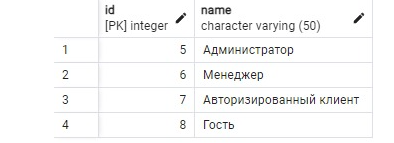 id name
[PK] integer character varying (50)
1 5 Администратор
2 6 Менеджер
3 7 Авторизированный клиент
4 8 Гость